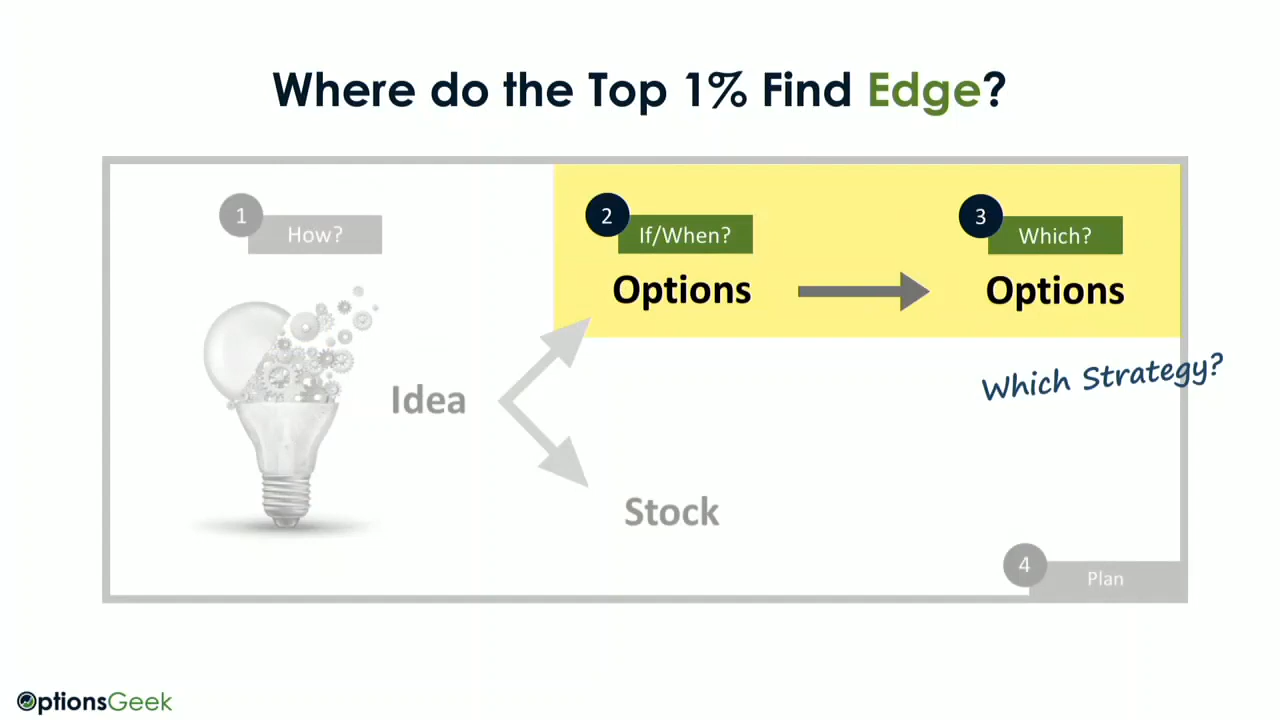 Where do the Top 1% Find Edge?
1
How?
2
If/When?
3
Which?
Options
Options
Which Strategy?
Idea
Stock
4
Plan
OptionsGeek